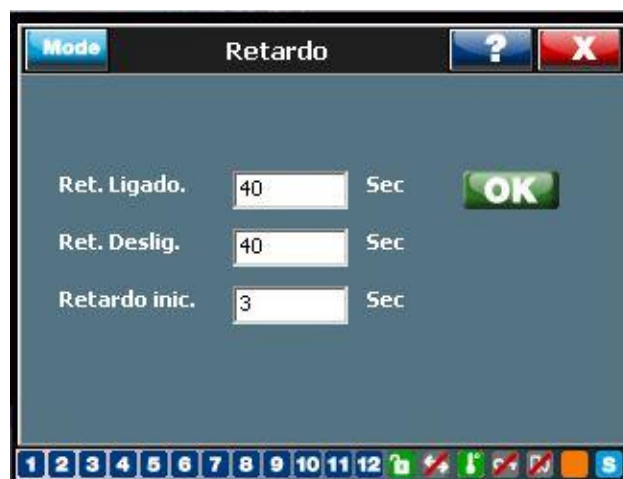 Mode Retardo ? X
Ret. Ligado. 40 Sec OK
Ret. Deslig. 40 Sec
Retardo inic. 3 Sec
1 2 3 4 5 6 7 8 9 10 11 12 S